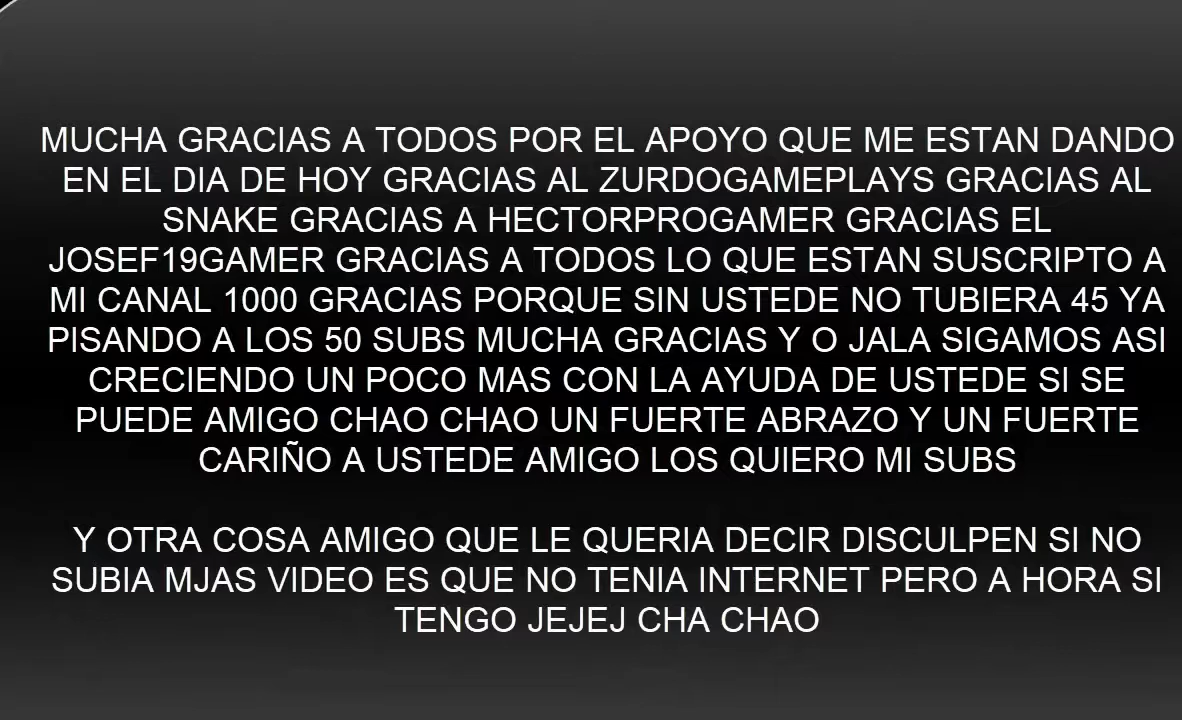 MUCHA GRACIAS A TODOS POR EL APOYO QUE ME ESTAN DANDO
EN EL DIA DE HOY GRACIAS AL ZURDOGAMEPLAYS GRACIAS AL
SNAKE GRACIAS A HECTORPROGAMER GRACIAS EL
JOSEF19GAMER GRACIAS A TODOS LO QUE ESTAN SUSCRIPTO A
MI CANAL 1000 GRACIAS PORQUE SIN USTEDE NO TUBIERA 45 YA
PISANDO A LOS 50 SUBS MUCHA GRACIAS Y O JALA SIGAMOS ASI
CRECIENDO UN POCO MAS CON LA AYUDA DE USTEDE SI SE
PUEDE AMIGO CHAO CHAO UN FUERTE ABRAZO Y UN FUERTE
CARIÑO A USTEDE AMIGO LOS QUIERO MI SUBS
Y OTRA COSA AMIGO QUE LE QUERIA DECIR DISCULPEN SI NO
SUBIA MJAS VIDEO ES QUE NO TENIA INTERNET PERO A HORA SI
TENGO JEJEJ CHA CHAO